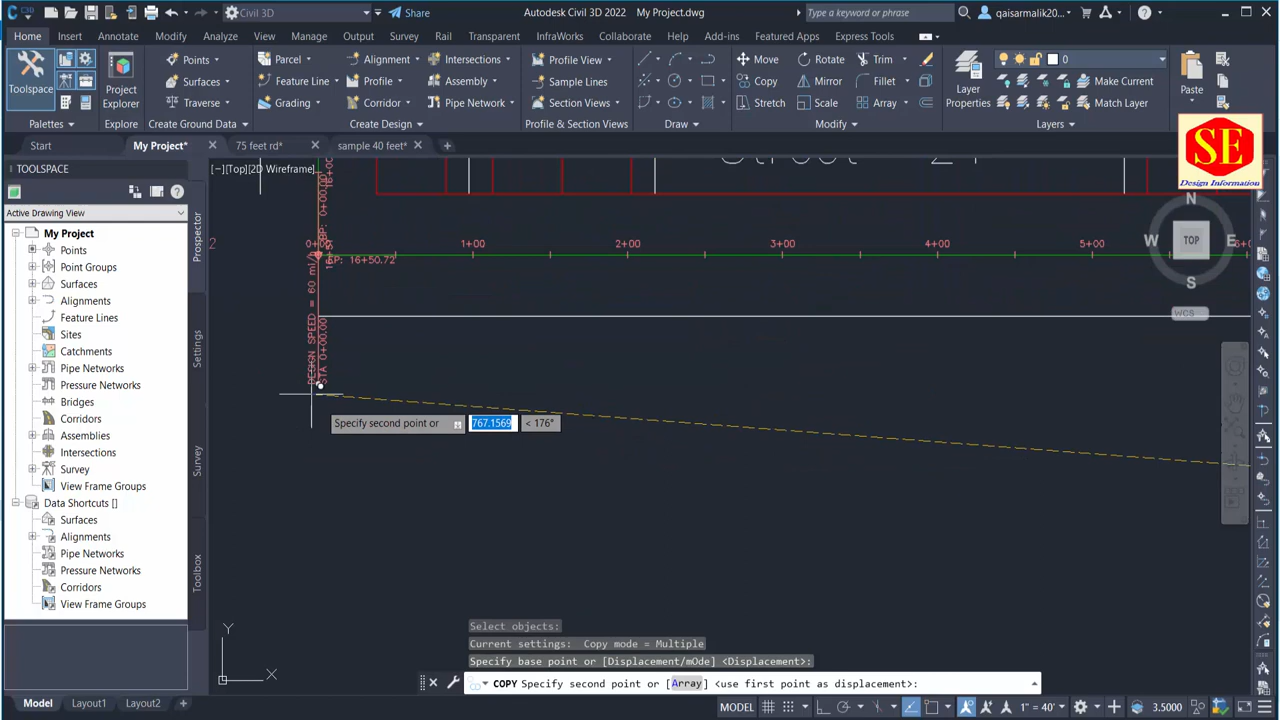 C3D Civil 3D Share Autodesk Civil 3D 2022 My Project.dwg Type a keyword or phrase qaisarmalik20...
Home Insert Annotate Modify Analyze View Manage Output Survey Rail Transparent InfraWorks Collaborate Help Add-ins Featured Apps Express Tools
Toolspace
Project Explorer
Points Parcel Alignment Intersections Profile View Move Rotate Trim 0
Surfaces Feature Line Profile Assembly Sample Lines Copy Mirror Fillet Make Current
Traverse Grading Corridor Pipe Network Section Views Stretch Scale Array Match Layer
Layer Properties
Paste
Palettes Explore Create Ground Data Create Design Profile & Section Views Draw Modify Layers
Start My Project* 75 feet rd* sample 40 feet*
SE
Design Information
TOOLSPACE
[−][Top][2D Wireframe]
Active Drawing View
My Project
Points
Point Groups
Surfaces
Alignments
Feature Lines
Sites
Catchments
Pipe Networks
Pressure Networks
Bridges
Corridors
Assemblies
Intersections
Survey
View Frame Groups
Data Shortcuts []
Surfaces
Alignments
Pipe Networks
Pressure Networks
Corridors
View Frame Groups
Prospector
Settings
Survey
Toolbox
N
W TOP E
S
WCS
2 0+00 1+00 2+00 3+00 4+00 5+00
EP: 16+50.72
BP: 0+00.00
DESIGN SPEED = 60 mi/h
STA 0+00.00
Specify second point or 767.1569 < 176°
Y
X
Select objects:
Current settings: Copy mode = Multiple
Specify base point or [Displacement/mOde] <Displacement>:
COPY Specify second point or [Array] <use first point as displacement>:
Model Layout1 Layout2 + MODEL 1" = 40' 3.5000